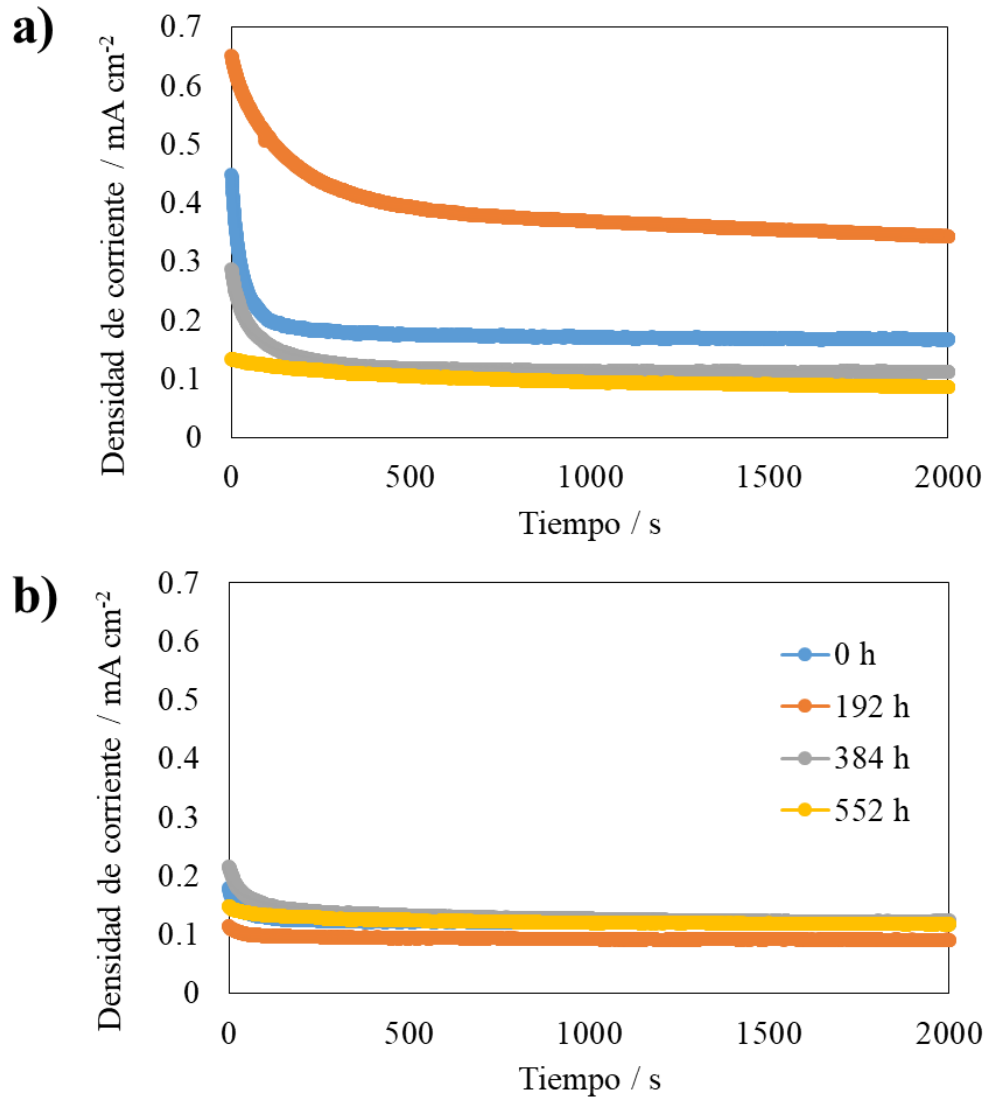 a)
Densidad de corriente / mA cm⁻²
0.7
0.6
0.5
0.4
0.3
0.2
0.1
0
0 500 1000 1500 2000
Tiempo / s
b)
Densidad de corriente / mA cm⁻²
0.7
0.6
0.5
0.4
0.3
0.2
0.1
0
0 h
192 h
384 h
552 h
0 500 1000 1500 2000
Tiempo / s